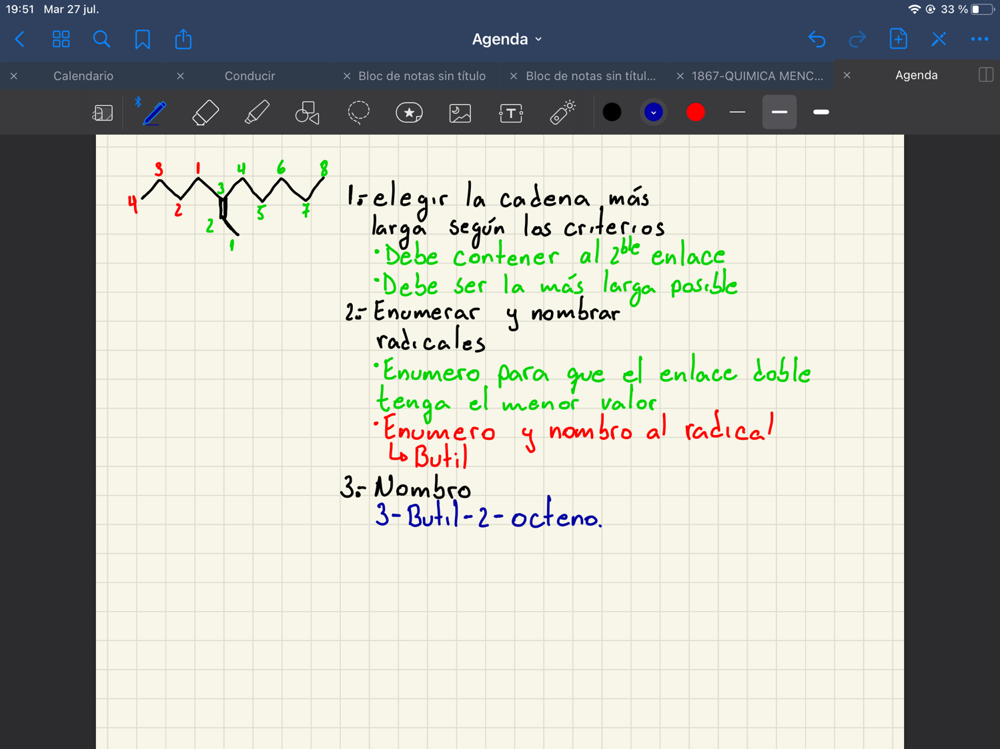 19:51 Mar 27 jul.
33 %
Agenda
Calendario
Conducir
Bloc de notas sin título
Bloc de notas sin títul...
1867-QUIMICA MENC...
Agenda
3 1 4 6 8
3
4 2 5 7
2
1
1.- elegir la cadena más
larga según los criterios
• Debe contener al 2ble enlace
• Debe ser la más larga posible
2.- Enumerar y nombrar
radicales
• Enumero para que el enlace doble
tenga el menor valor
• Enumero y nombro al radical
↳ Butil
3.- Nombro
3-Butil-2-octeno.